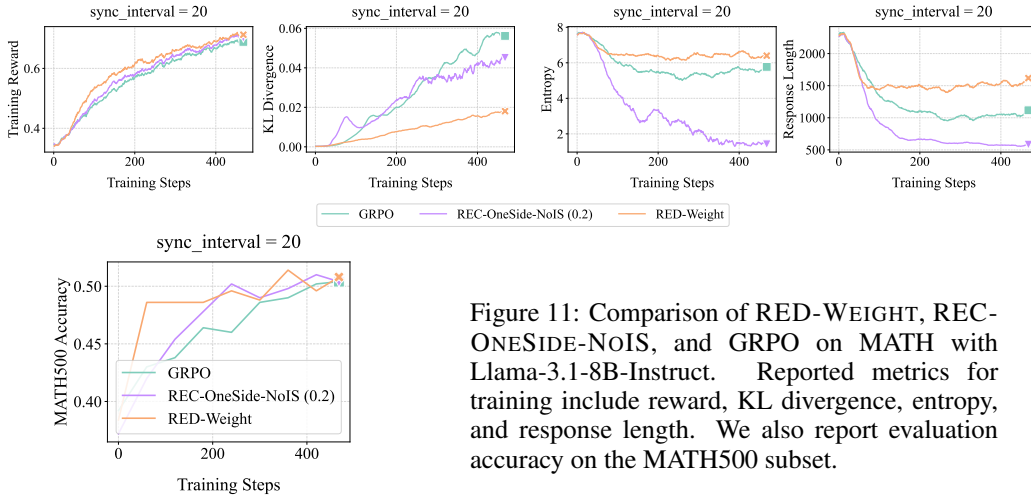 sync_interval = 20
sync_interval = 20
sync_interval = 20
sync_interval = 20
Training Reward
0.6
0.4
0
200
400
Training Steps
KL Divergence
0.06
0.04
0.02
0.00
0
200
400
Training Steps
Entropy
8
6
4
2
0
200
400
Training Steps
Response Length
2000
1500
1000
500
0
200
400
Training Steps
GRPO
REC-OneSide-NoIS (0.2)
RED-Weight
sync_interval = 20
MATH500 Accuracy
0.50
0.45
0.40
GRPO
REC-OneSide-NoIS (0.2)
RED-Weight
0
200
400
Training Steps
Figure 11: Comparison of RED-WEIGHT, REC-
ONESIDE-NOIS, and GRPO on MATH with
Llama-3.1-8B-Instruct. Reported metrics for
training include reward, KL divergence, entropy,
and response length. We also report evaluation
accuracy on the MATH500 subset.